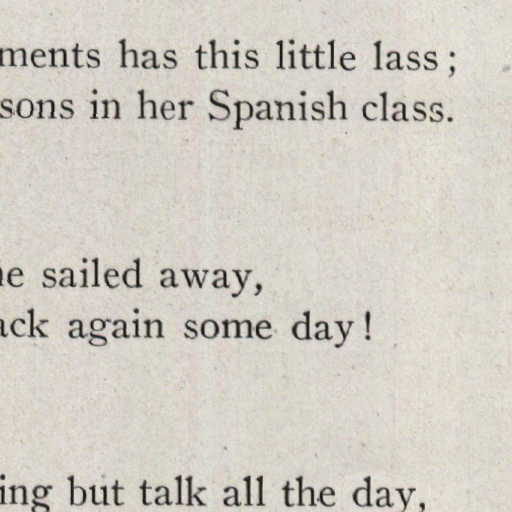 ments has this little lass;
sons in her Spanish class.
he sailed away,
ack again some day!
ing but talk all the day,